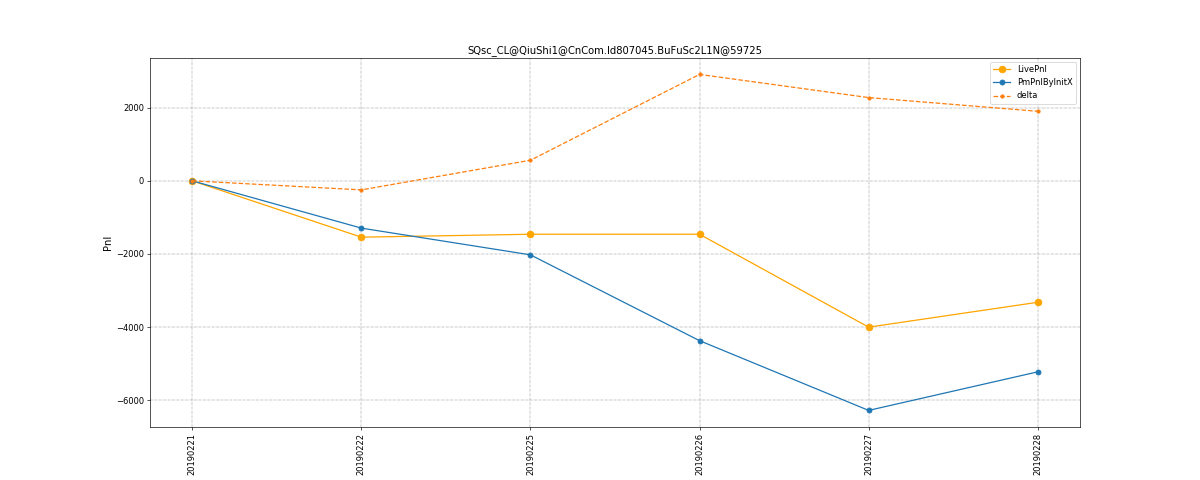 SQsc_CL@QiuShi1@CnCom.Id807045.BuFuSc2L1N@59725
LivePnl
PmPnlByInitX
delta
2000
0
−2000
−4000
−6000
Pnl
20190221
20190222
20190225
20190226
20190227
20190228